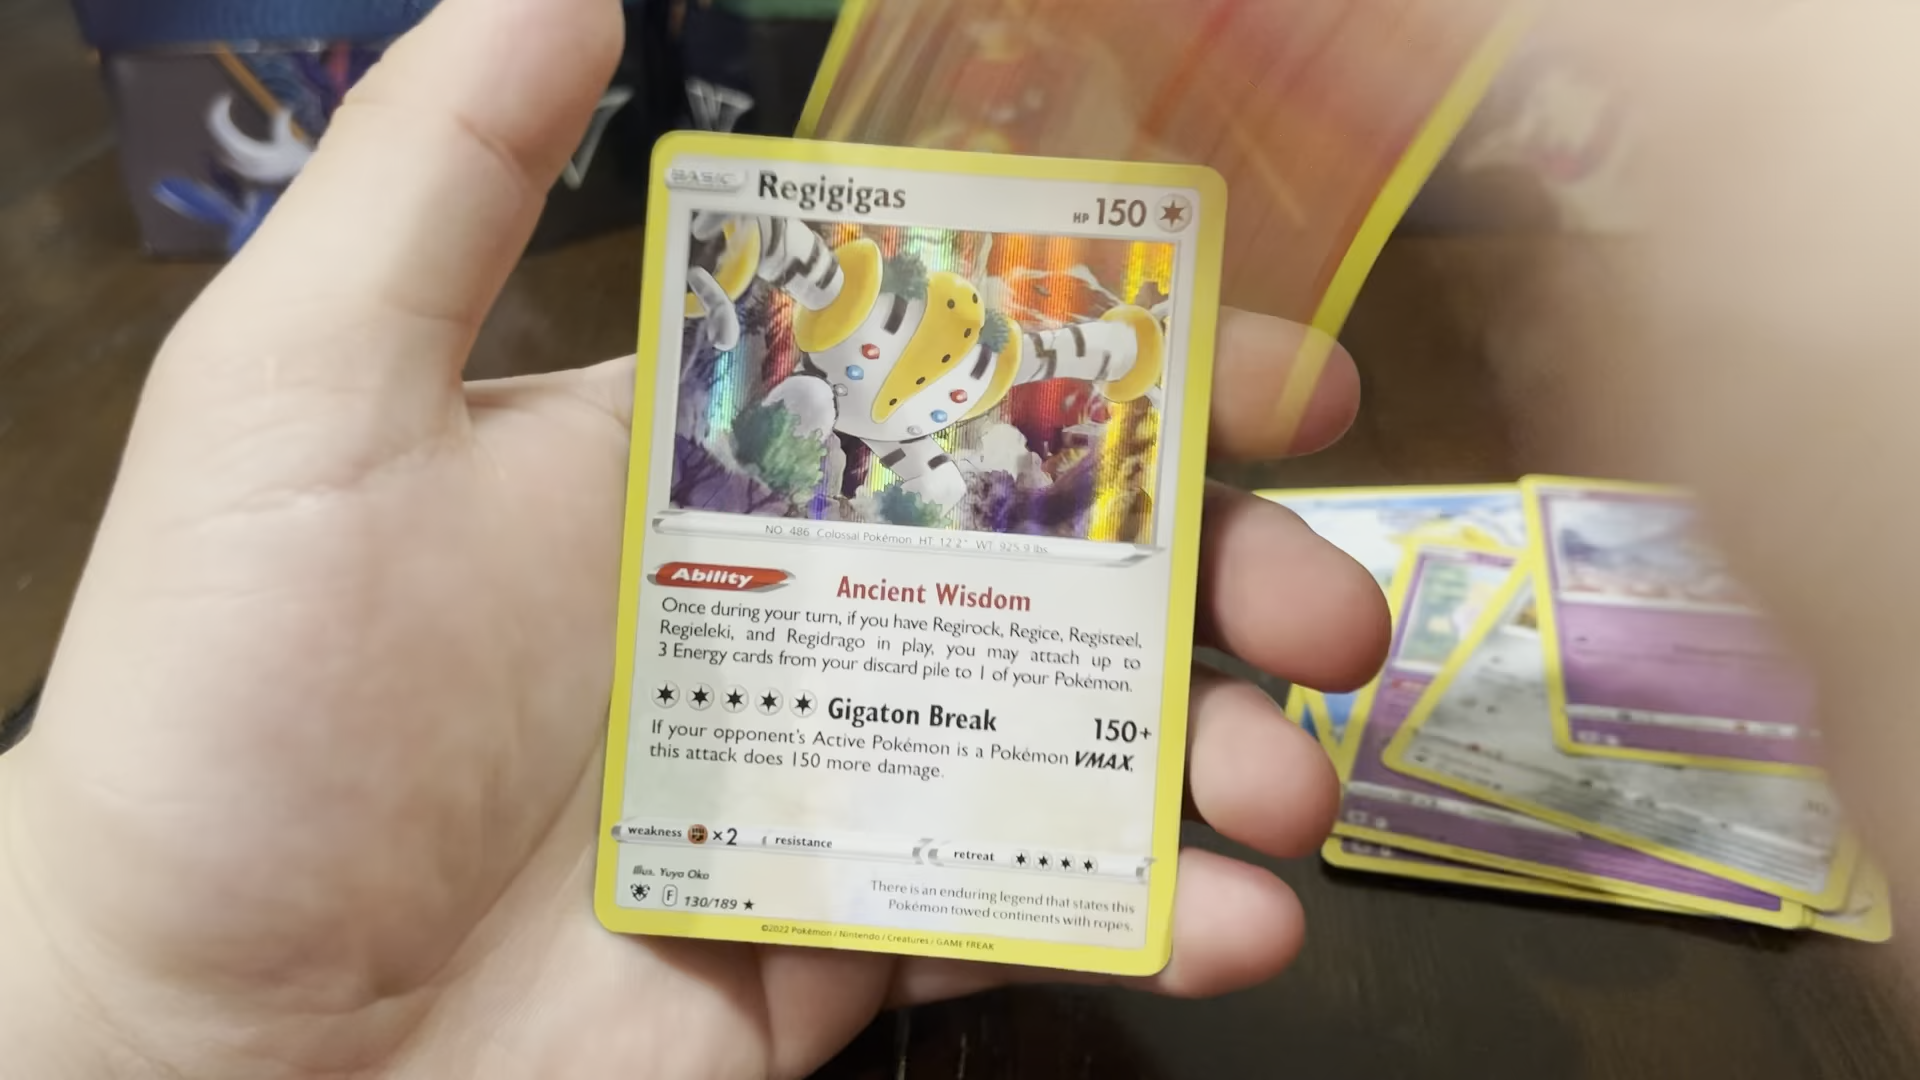 BASIC Regigigas HP 150
NO. 486 Colossal Pokémon HT 12'2" WT 925.9 lbs.
Ability Ancient Wisdom
Once during your turn, if you have Regirock, Regice, Registeel,
Regieleki, and Regidrago in play, you may attach up to
3 Energy cards from your discard pile to 1 of your Pokémon.
Gigaton Break 150+
If your opponent's Active Pokémon is a Pokémon VMAX,
this attack does 150 more damage.
weakness ×2 resistance retreat
Illus. Yuya Oka
F 130/189 ★
There is an enduring legend that states this
Pokémon towed continents with ropes.
©2022 Pokémon / Nintendo / Creatures / GAME FREAK